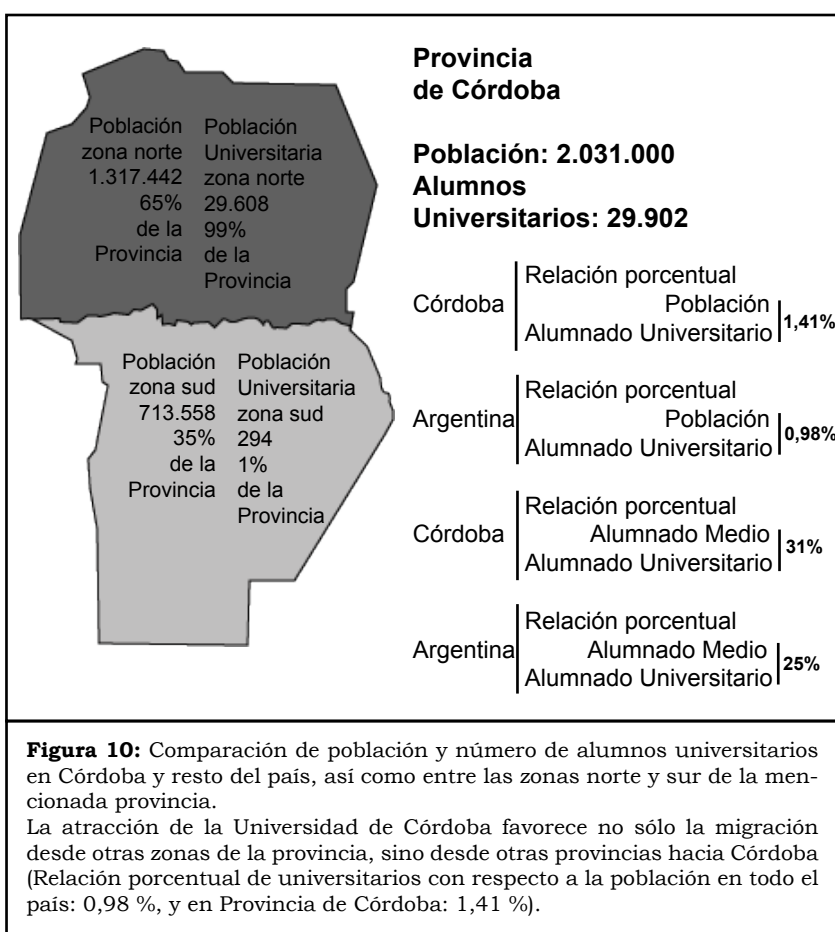 Población
zona norte
1.317.442
65%
de la
Provincia
Población
Universitaria
zona norte
29.608
99%
de la
Provincia
Población
zona sud
713.558
35%
de la
Provincia
Población
Universitaria
zona sud
294
1%
de la
Provincia
Provincia
de Córdoba
Población: 2.031.000
Alumnos
Universitarios: 29.902
Córdoba
Relación porcentual
Población
Alumnado Universitario
1,41%
Argentina
Relación porcentual
Población
Alumnado Universitario
0,98%
Córdoba
Relación porcentual
Alumnado Medio
Alumnado Universitario
31%
Argentina
Relación porcentual
Alumnado Medio
Alumnado Universitario
25%
Figura 10: Comparación de población y número de alumnos universitarios
en Córdoba y resto del país, así como entre las zonas norte y sur de la men-
cionada provincia.
La atracción de la Universidad de Córdoba favorece no sólo la migración
desde otras zonas de la provincia, sino desde otras provincias hacia Córdoba
(Relación porcentual de universitarios con respecto a la población en todo el
país: 0,98 %, y en Provincia de Córdoba: 1,41 %).